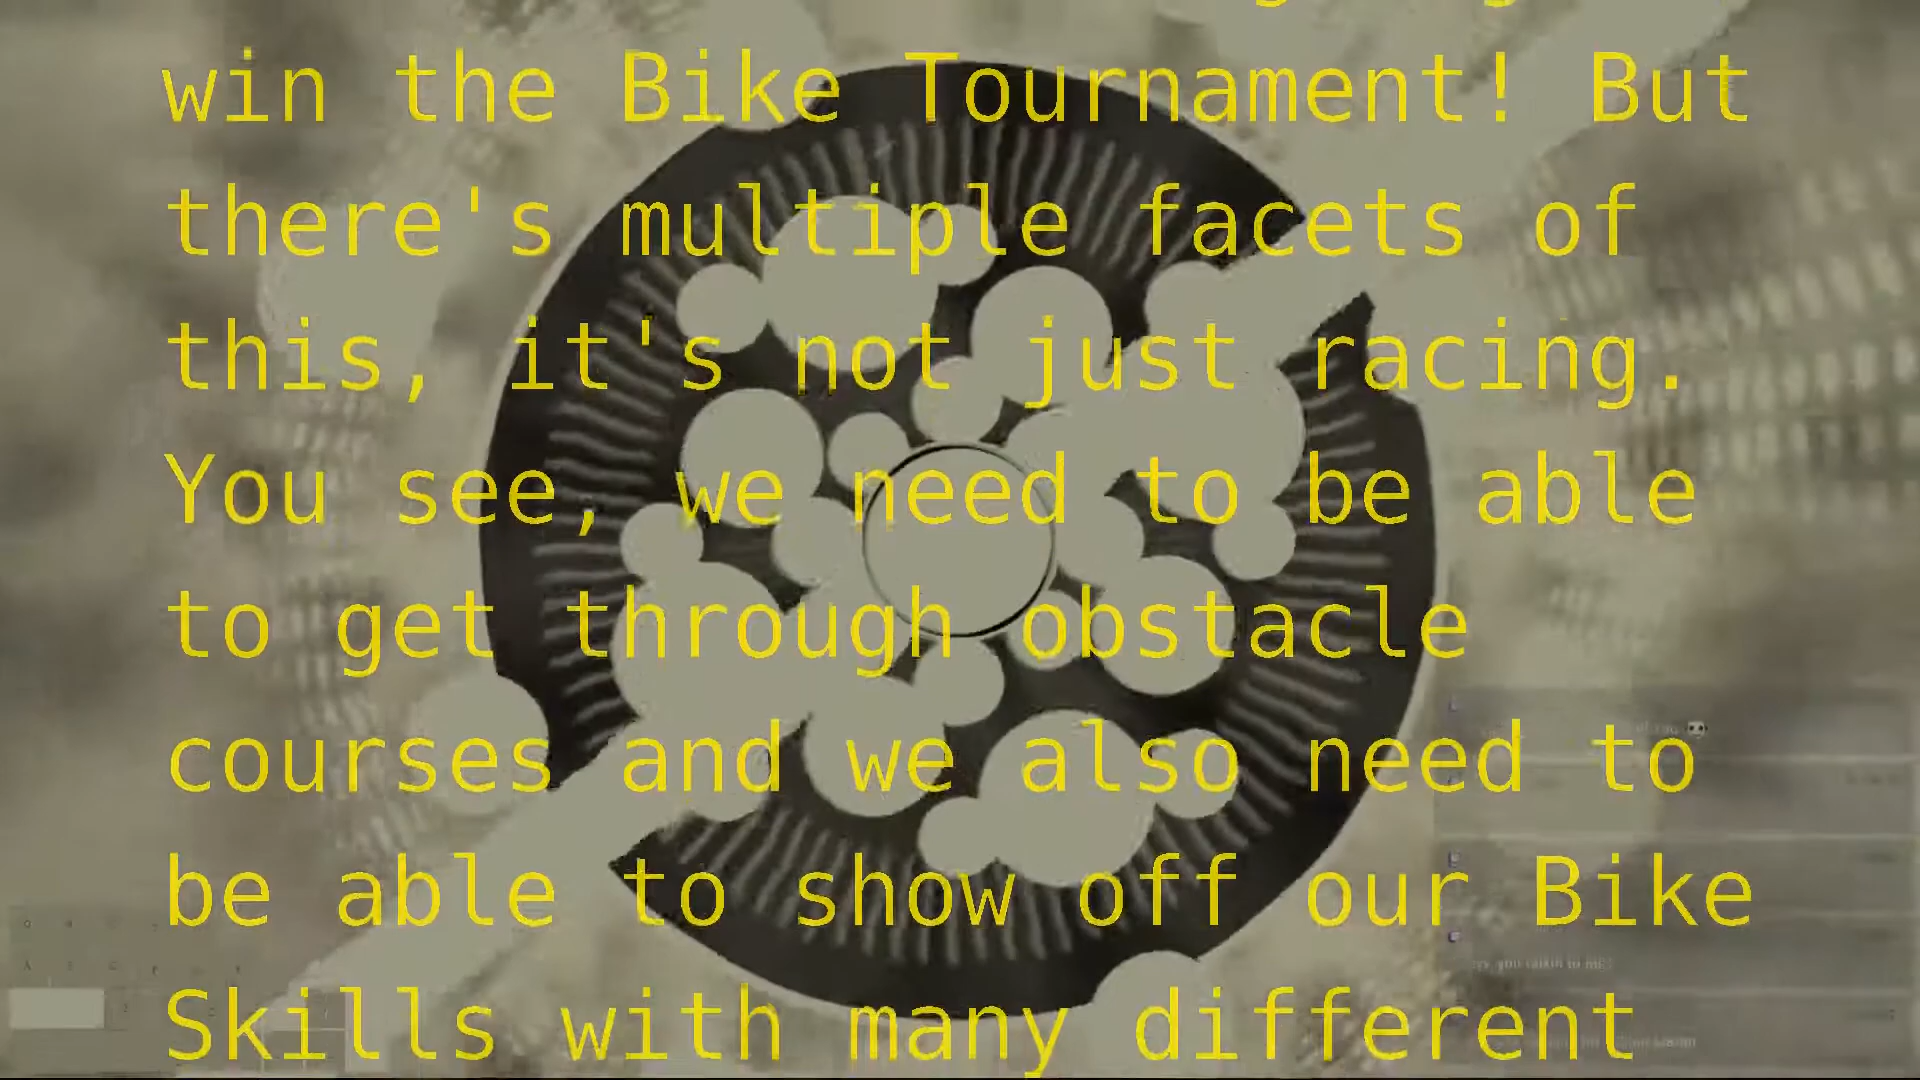 win the Bike Tournament! But
there's multiple facets of
this, it's not just racing.
You see, we need to be able
to get through obstacle
courses and we also need to
be able to show off our Bike
Skills with many different